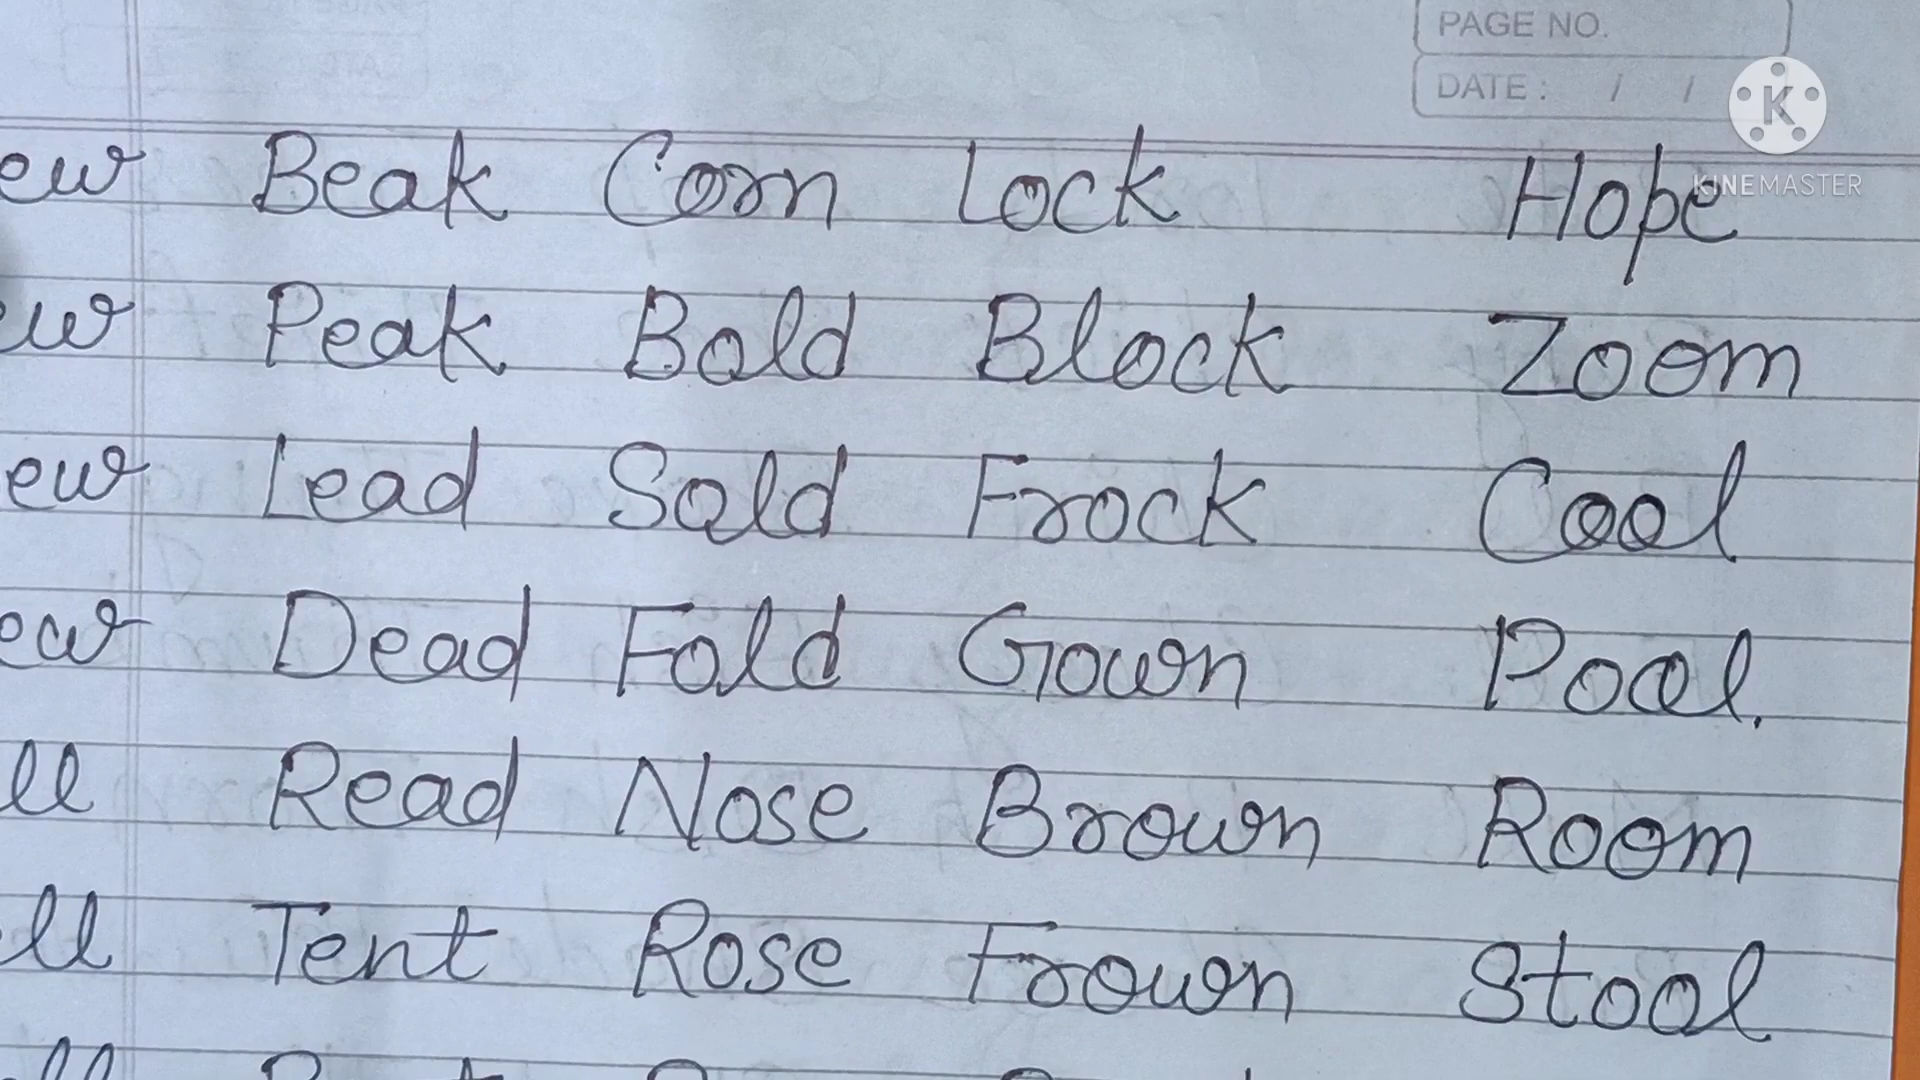 PAGE NO.
DATE: / /
KINEMASTER
ew Beak Corn Lock Hope
ew Peak Bold Block Zoom
ew Lead Sold Frock Cool
ew Dead Fold Gown Pool.
ll Read Nose Brown Room
ll Tent Rose Frown Stool